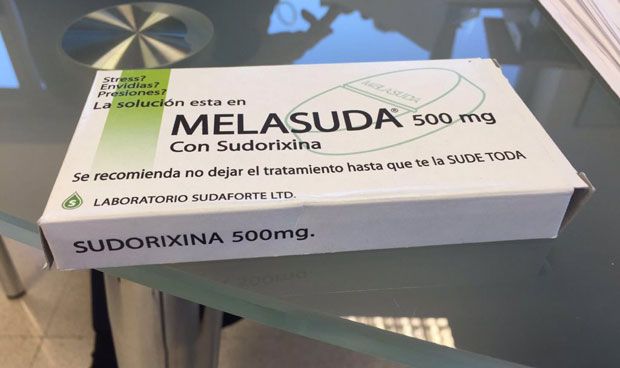 Stress?
Envidias?
Presiones?
La solución esta en
MELASUDA® 500 mg
Con Sudorixina
Se recomienda no dejar el tratamiento hasta que te la SUDE TODA
S LABORATORIO SUDAFORTE LTD.
SUDORIXINA 500mg.
MELASUDA